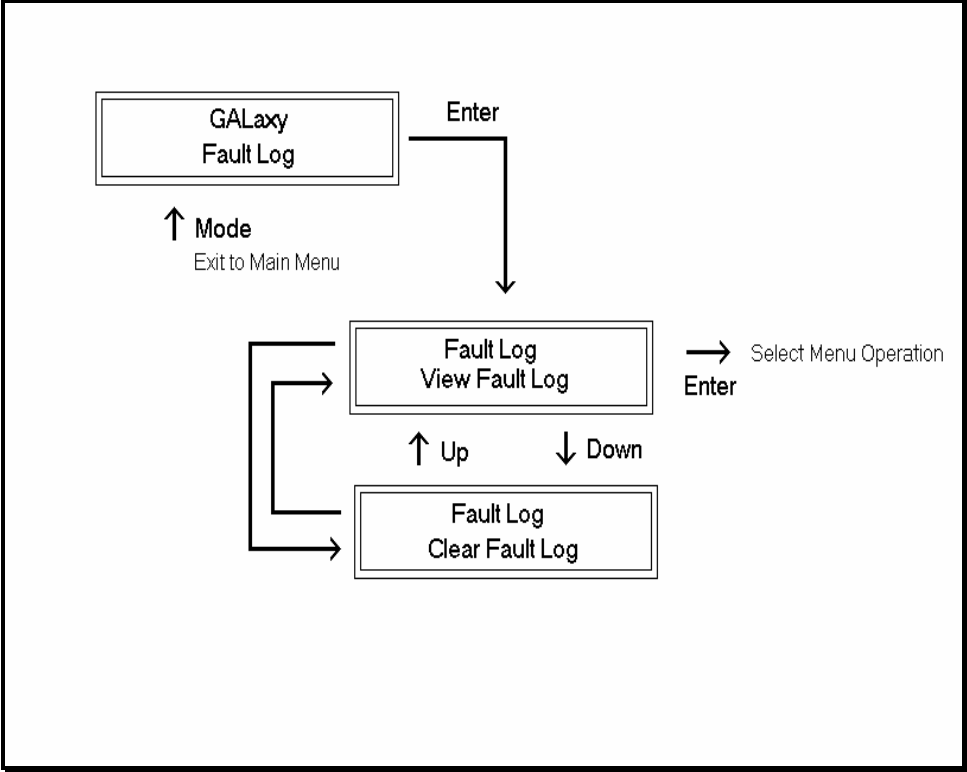 GALaxy
Fault Log
Enter
Mode
Exit to Main Menu
Fault Log
View Fault Log
Select Menu Operation
Enter
Up
Down
Fault Log
Clear Fault Log